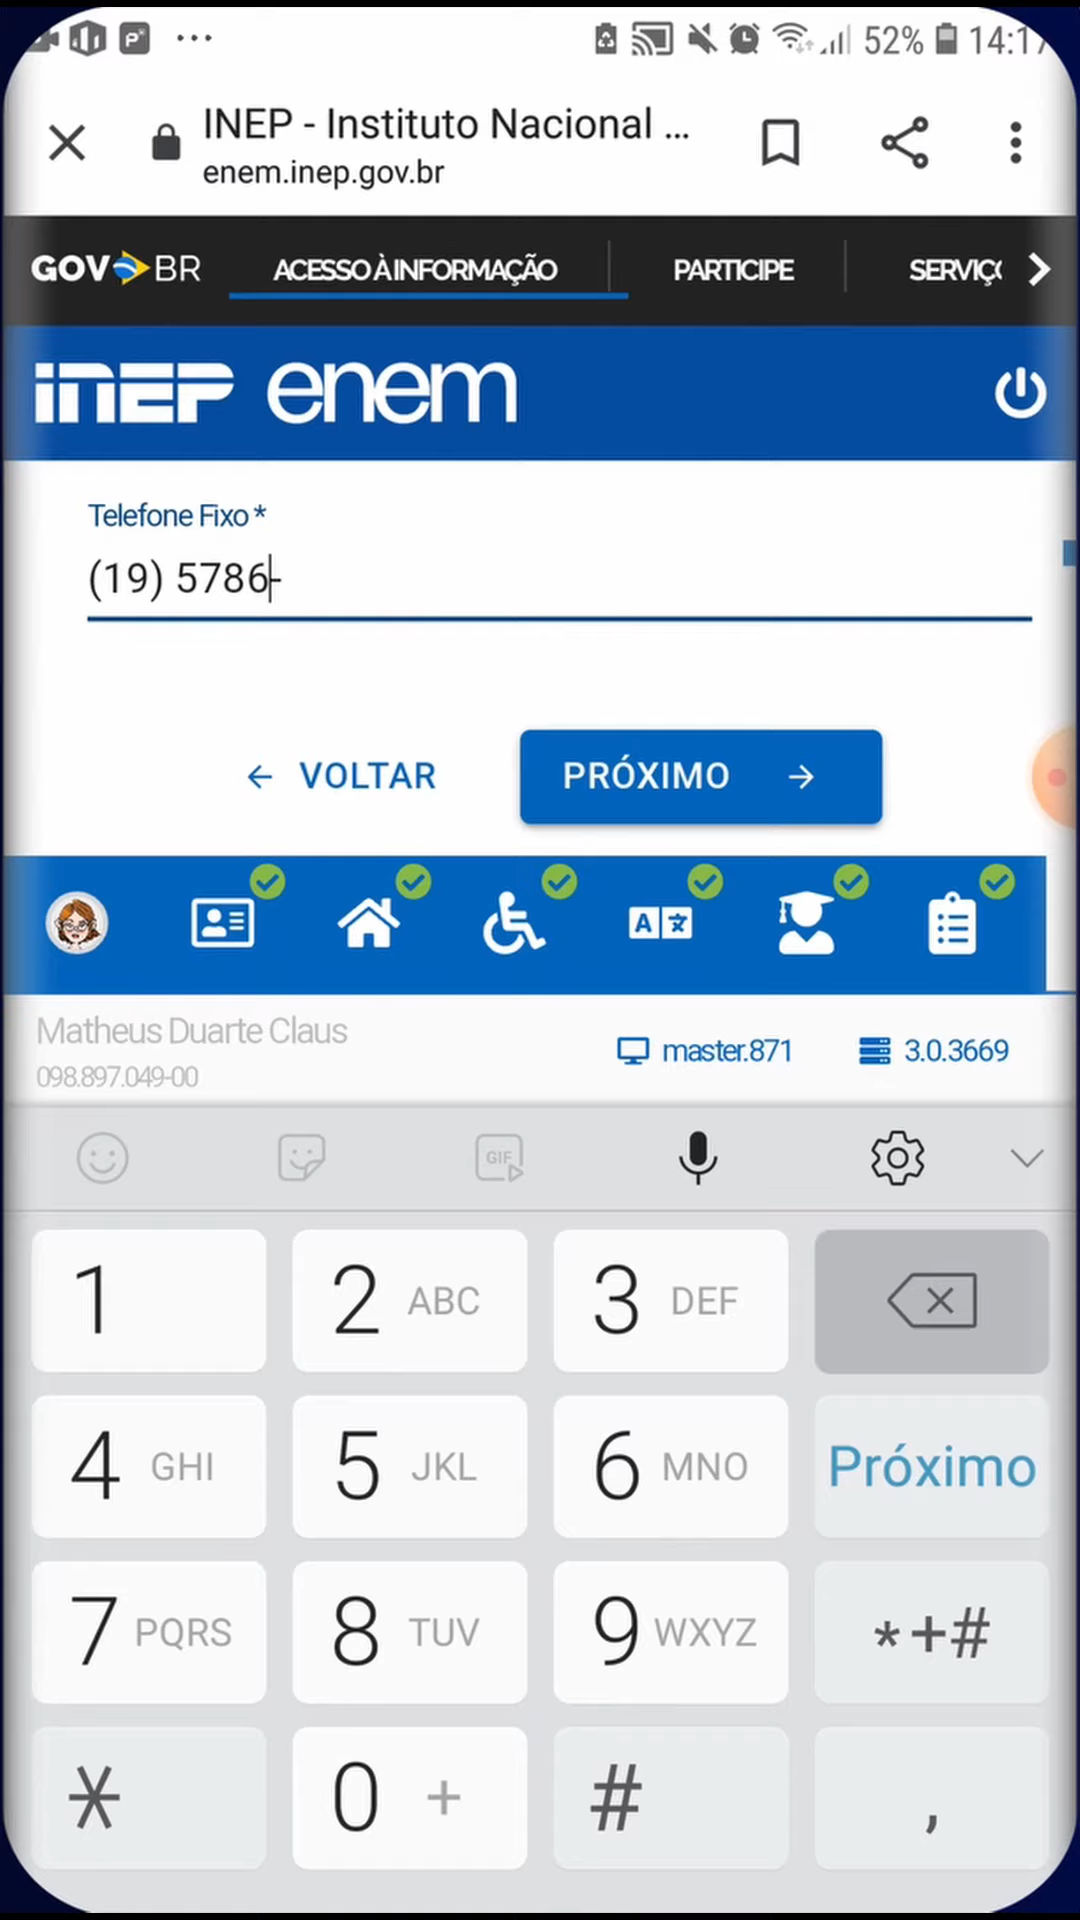 52% 14:17
INEP - Instituto Nacional ...
enem.inep.gov.br
GOV BR ACESSO À INFORMAÇÃO PARTICIPE SERVIÇ
INEP enem
Telefone Fixo *
(19) 5786-
← VOLTAR PRÓXIMO →
Matheus Duarte Claus
098.897.049-00
master.871 3.0.3669
GIF
1 2 ABC 3 DEF
4 GHI 5 JKL 6 MNO Próximo
7 PQRS 8 TUV 9 WXYZ *+#
* 0 + # ,